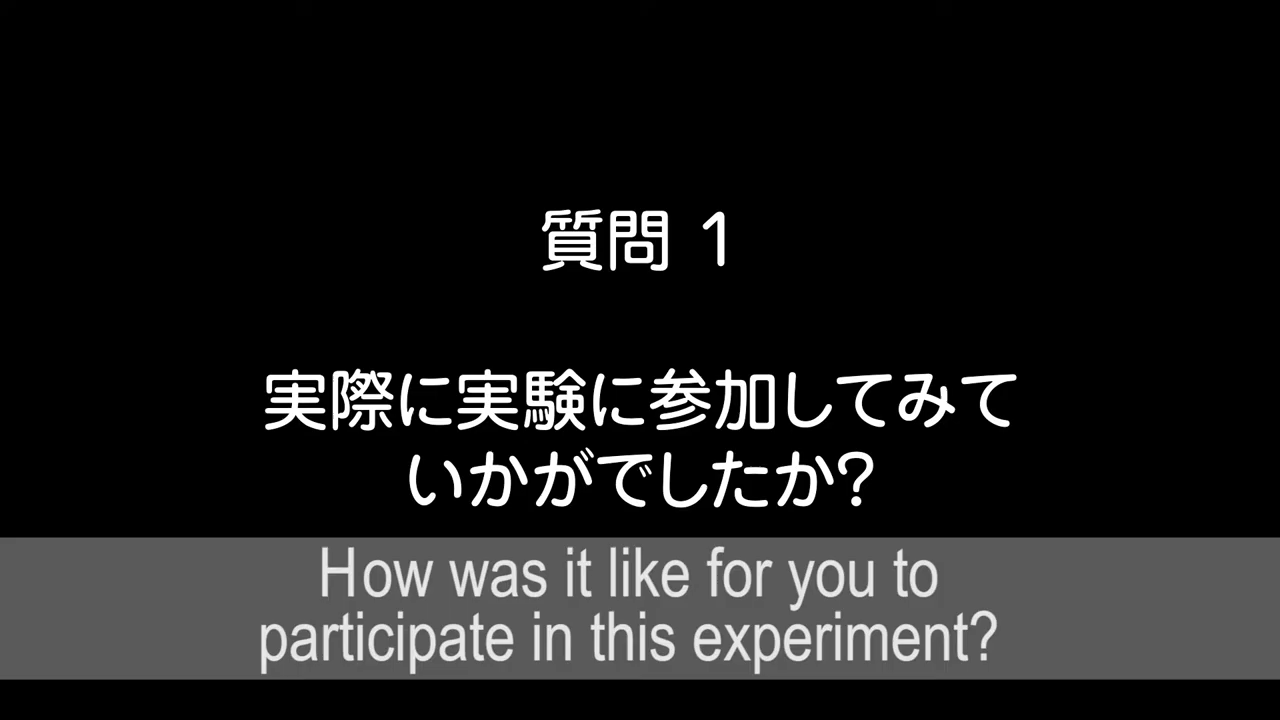 質問 1
実際に実験に参加してみて
いかがでしたか?
How was it like for you to
participate in this experiment?